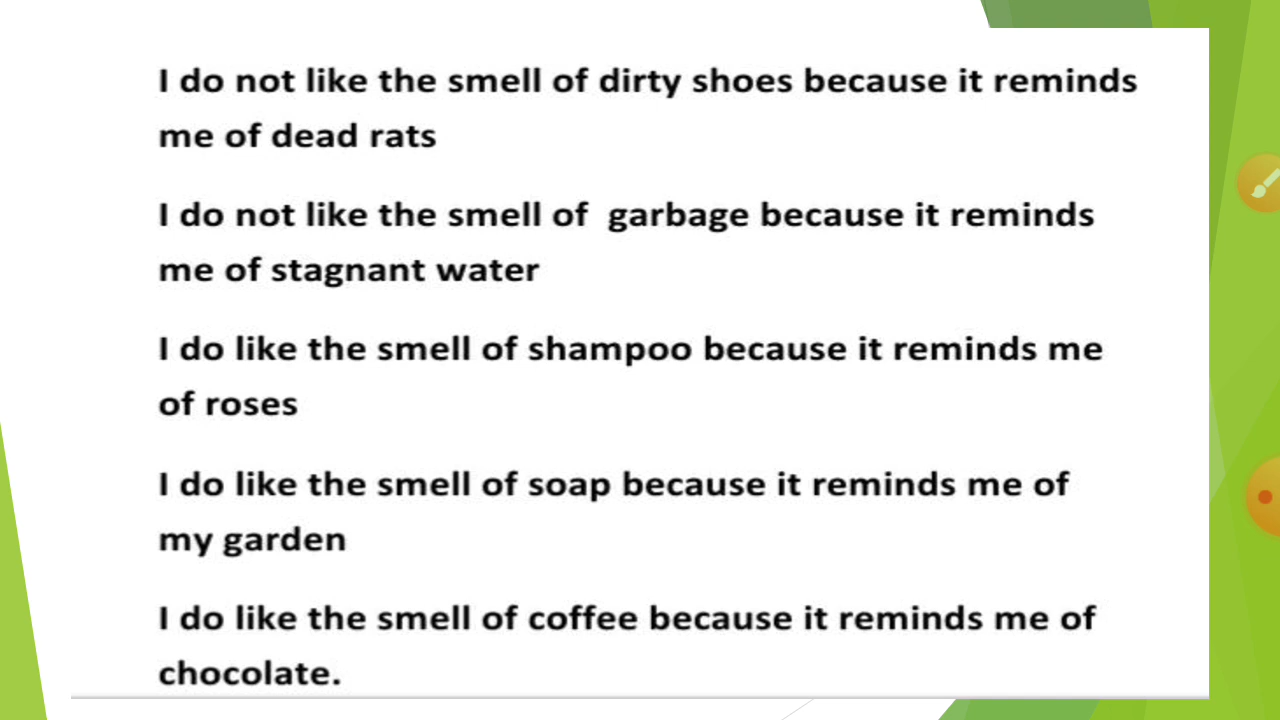 I do not like the smell of dirty shoes because it reminds
me of dead rats
I do not like the smell of  garbage because it reminds
me of stagnant water
I do like the smell of shampoo because it reminds me
of roses
I do like the smell of soap because it reminds me of
my garden
I do like the smell of coffee because it reminds me of
chocolate.